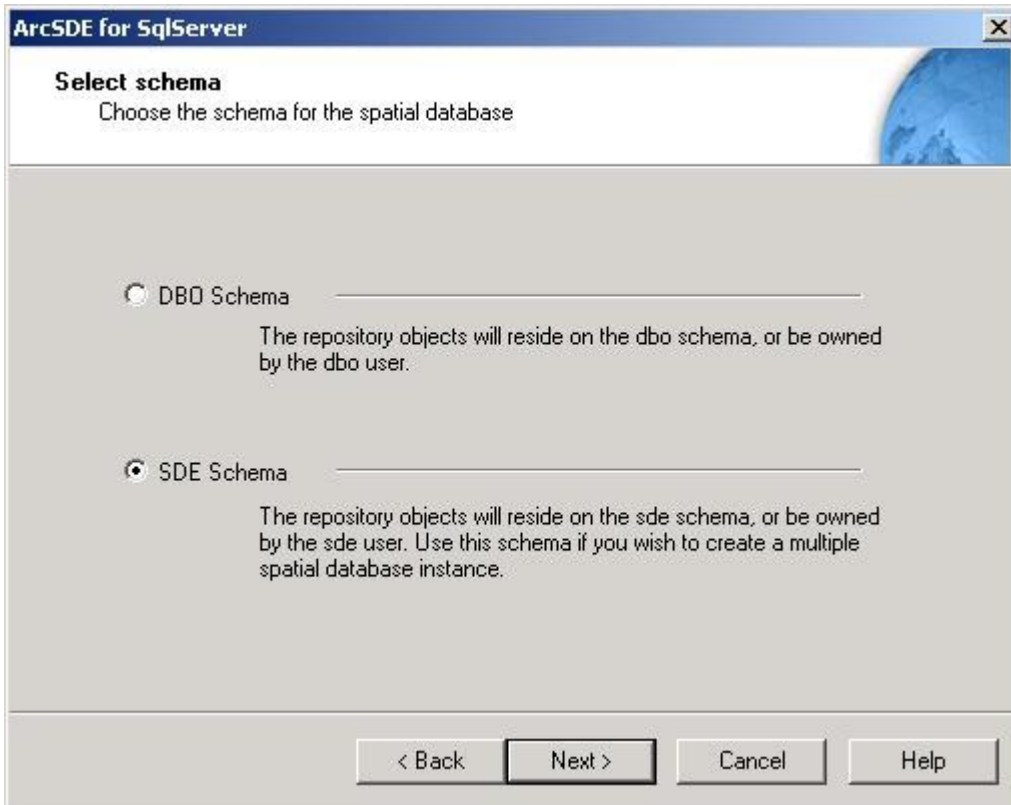 ArcSDE for SqlServer
Select schema
Choose the schema for the spatial database
DBO Schema
The repository objects will reside on the dbo schema, or be owned
by the dbo user.
SDE Schema
The repository objects will reside on the sde schema, or be owned
by the sde user. Use this schema if you wish to create a multiple
spatial database instance.
< Back
Next >
Cancel
Help